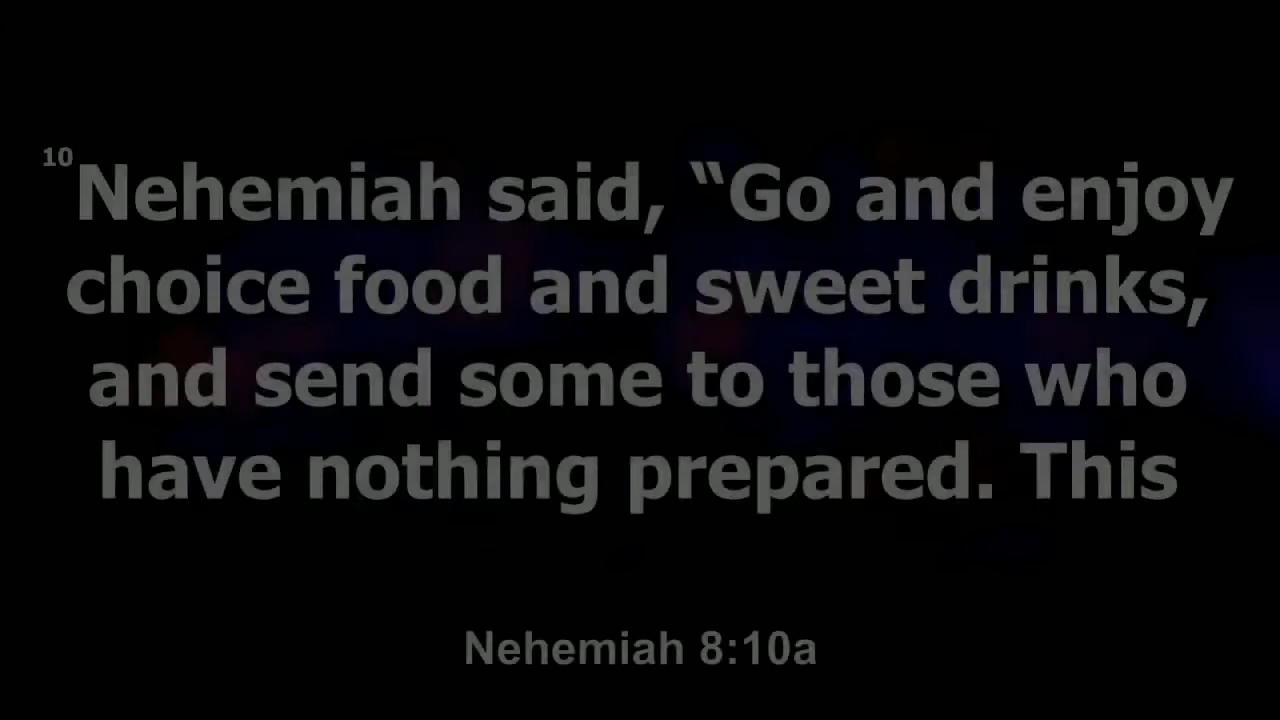 10 Nehemiah said, “Go and enjoy
choice food and sweet drinks,
and send some to those who
have nothing prepared. This
Nehemiah 8:10a